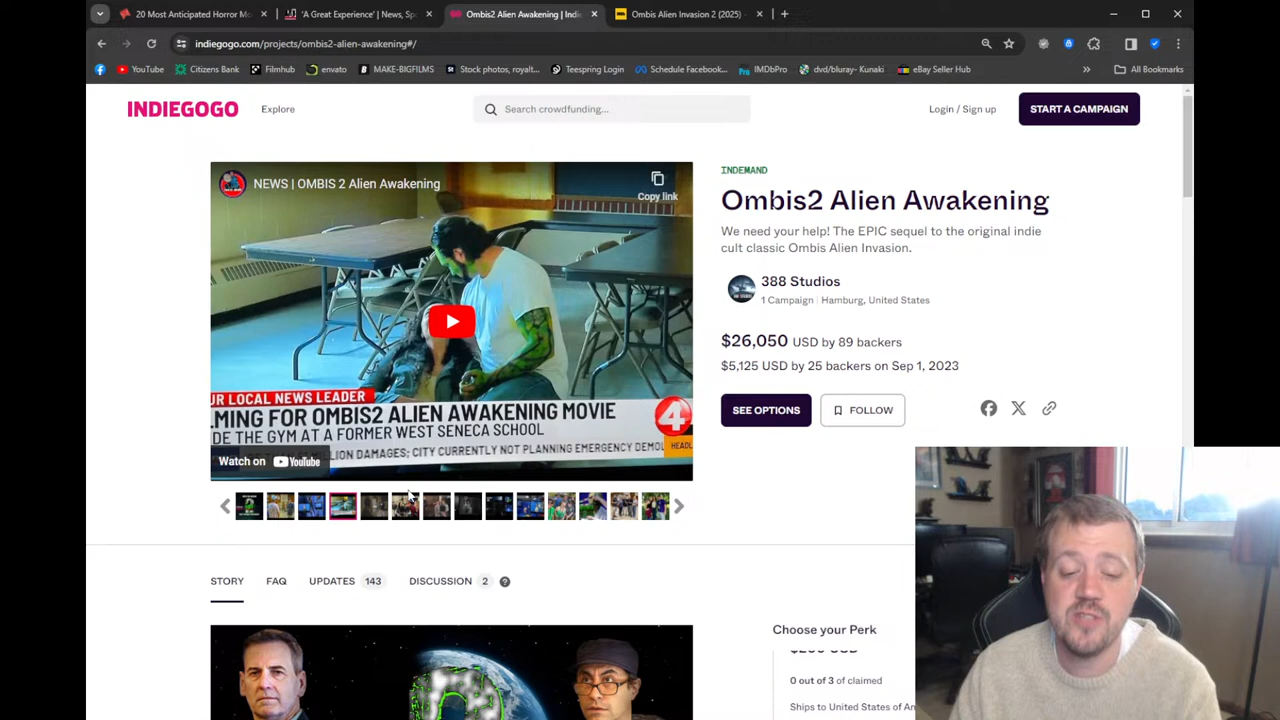 20 Most Anticipated Horror Mo
'A Great Experience' | News, Spo
Ombis2 Alien Awakening | Indie
Ombis Alien Invasion 2 (2025) -
indiegogo.com/projects/ombis2-alien-awakening#/
YouTube
Citizens Bank
Filmhub
envato
MAKE-BIGFILMS
Stock photos, royalt...
Teespring Login
Schedule Facebook...
IMDbPro
dvd/bluray- Kunaki
eBay Seller Hub
All Bookmarks
INDIEGOGO
Explore
Search crowdfunding...
Login / Sign up
START A CAMPAIGN
NEWS | OMBIS 2 Alien Awakening
Copy link
UR LOCAL NEWS LEADER
LMING FOR OMBIS2 ALIEN AWAKENING MOVIE
DE THE GYM AT A FORMER WEST SENECA SCHOOL
MILLION DAMAGES; CITY CURRENTLY NOT PLANNING EMERGENCY DEMOL
HEADL
4
Watch on YouTube
INDEMAND
Ombis2 Alien Awakening
We need your help! The EPIC sequel to the original indie
cult classic Ombis Alien Invasion.
388 Studios
1 Campaign | Hamburg, United States
$26,050 USD by 89 backers
$5,125 USD by 25 backers on Sep 1, 2023
SEE OPTIONS
FOLLOW
STORY
FAQ
UPDATES 143
DISCUSSION 2
Choose your Perk
0 out of 3 of claimed
Ships to United States of Am